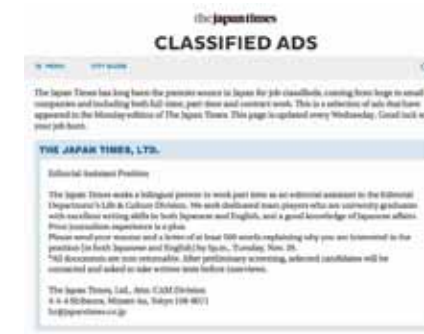 the japan times
CLASSIFIED ADS
MENU CITY GUIDE
The Japan Times has long been the premier source in Japan for job classifieds, coming from large to small
companies and including both full-time, part-time and contract work. This is a selection of ads that have
appeared in the Monday edition of The Japan Times. This page is updated every Wednesday. Good luck
your job hunt.
THE JAPAN TIMES, LTD.
Editorial Assistant Position
The Japan Times seeks a bilingual person to work part time as an editorial assistant to the Editorial
Department's Life & Culture Division. We seek dedicated team players who are university graduates
with excellent writing skills in both Japanese and English, and a good knowledge of Japanese affairs.
Prior journalism experience is a plus.
Please send your resume and a letter of at least 500 words explaining why you are interested in the
position (in both Japanese and English) by 5p.m., Tuesday, Nov.
*All documents are non-returnable. After preliminary screening, selected candidates will be
contacted and asked to take written tests before interviews.
The Japan Times, Ltd., Attn: CAM Division
Shibaura, Minato-ku, Tokyo 108-8071
hr@japantimes.co.jp